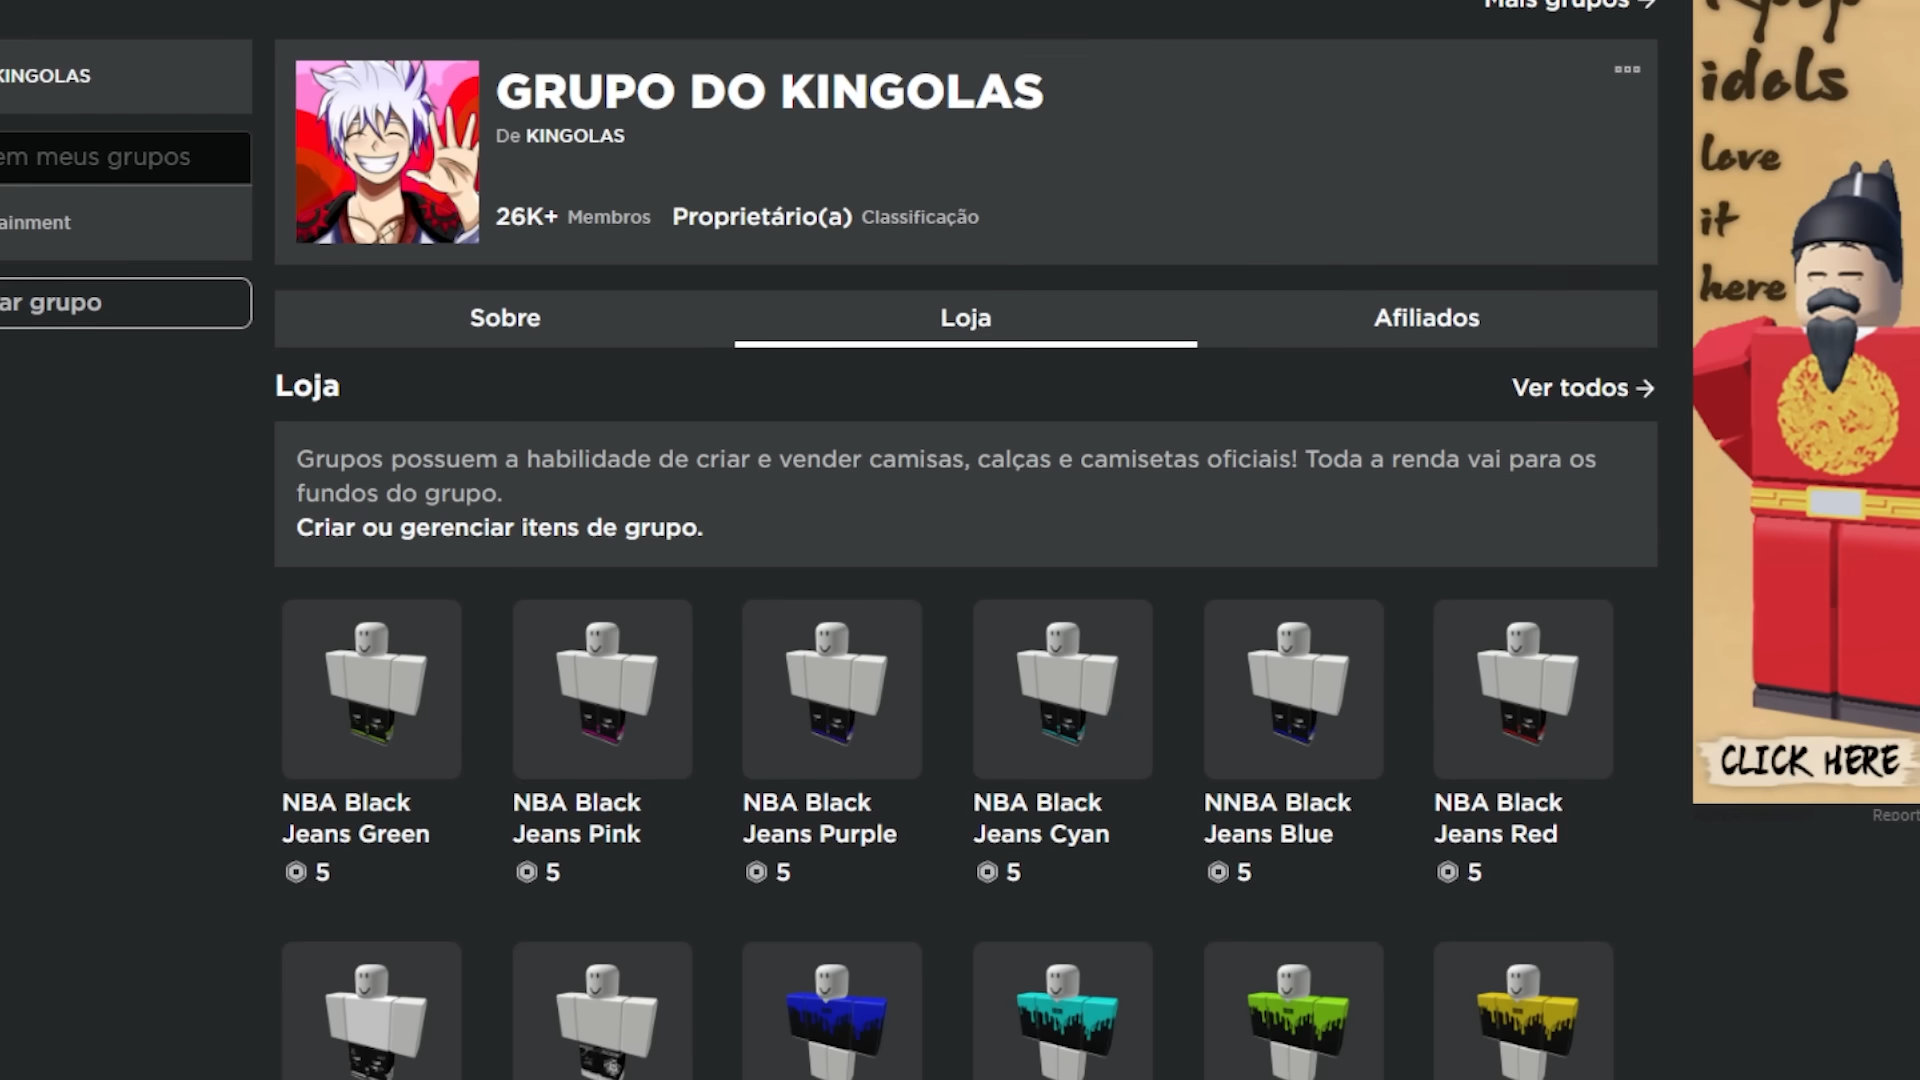 Mais grupos →
KINGOLAS
em meus grupos
ainment
ar grupo
GRUPO DO KINGOLAS
De KINGOLAS
26K+ Membros Proprietário(a) Classificação
Sobre Loja Afiliados
Loja
Ver todos →
Grupos possuem a habilidade de criar e vender camisas, calças e camisetas oficiais! Toda a renda vai para os
fundos do grupo.
Criar ou gerenciar itens de grupo.
NBA Black
Jeans Green
5
NBA Black
Jeans Pink
5
NBA Black
Jeans Purple
5
NBA Black
Jeans Cyan
5
NNBA Black
Jeans Blue
5
NBA Black
Jeans Red
5
Kpop
idols
love
it
here
CLICK HERE
Report